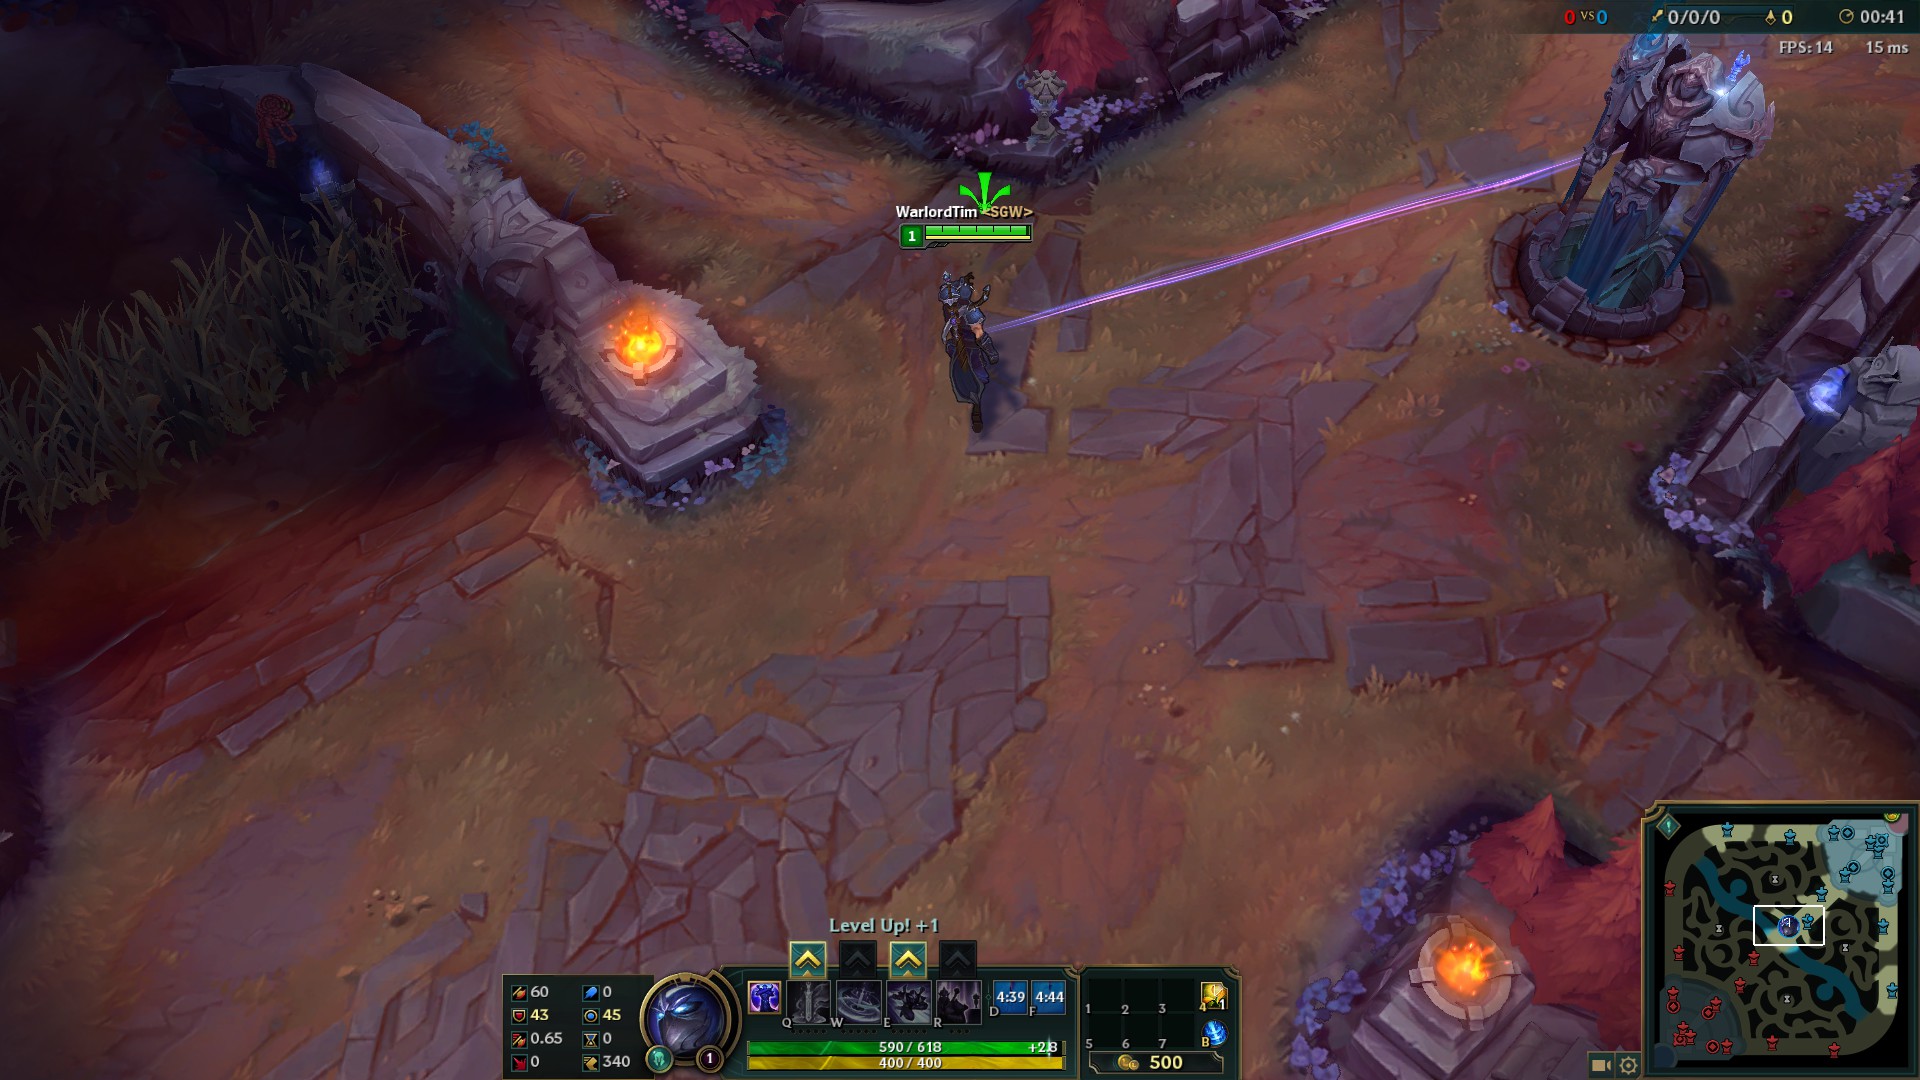 0 VS 0 0/0/0 0 00:41
FPS: 14 15 ms
WarlordTim <SGW>
1
Level Up! +1
60 0
43 45
0.65 0
0 340
1
Q W E R
4:39 4:44
D F
590 / 618 +2.8
400 / 400
1 2 3 4 1
5 6 7 B
500